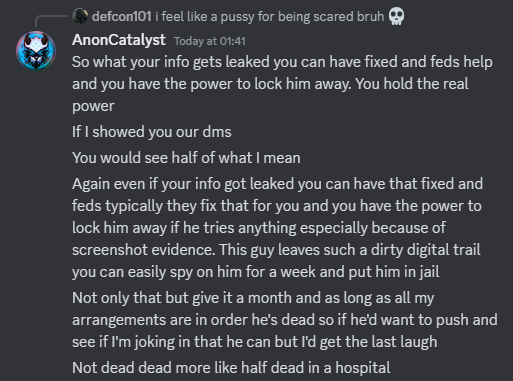 defcon101 i feel like a pussy for being scared bruh 💀
AnonCatalyst Today at 01:41
So what your info gets leaked you can have fixed and feds help
and you have the power to lock him away. You hold the real
power
If I showed you our dms
You would see half of what I mean
Again even if your info got leaked you can have that fixed and
feds typically they fix that for you and you have the power to
lock him away if he tries anything especially because of
screenshot evidence. This guy leaves such a dirty digital trail
you can easily spy on him for a week and put him in jail
Not only that but give it a month and as long as all my
arrangements are in order he's dead so if he'd want to push and
see if I'm joking in that he can but I'd get the last laugh
Not dead dead more like half dead in a hospital